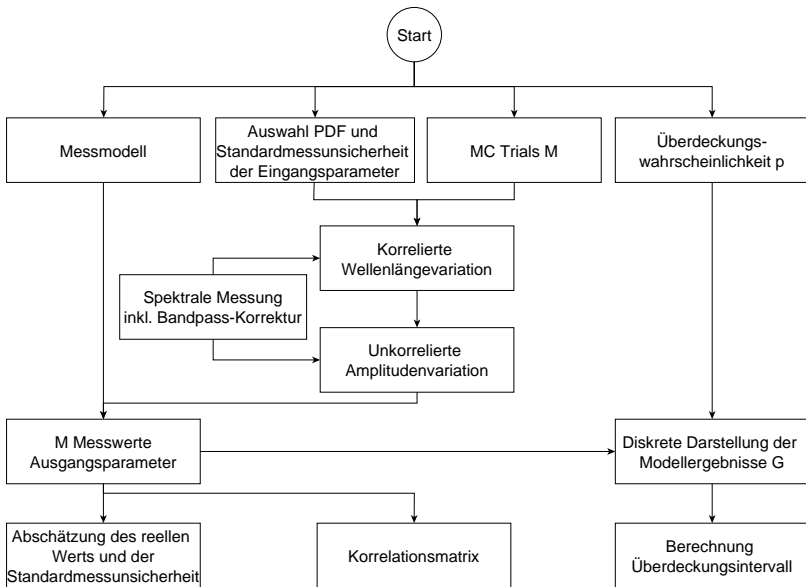 Start
Messmodell
Auswahl PDF und
Standardmessunsicherheit
der Eingangsparameter
MC Trials M
Überdeckungs-
wahrscheinlichkeit p
Korrelierte
Wellenlängevariation
Spektrale Messung
inkl. Bandpass-Korrektur
Unkorrelierte
Amplitudenvariation
M Messwerte
Ausgangsparameter
Diskrete Darstellung der
Modellergebnisse G
Abschätzung des reellen
Werts und der
Standardmessunsicherheit
Korrelationsmatrix
Berechnung
Überdeckungsintervall